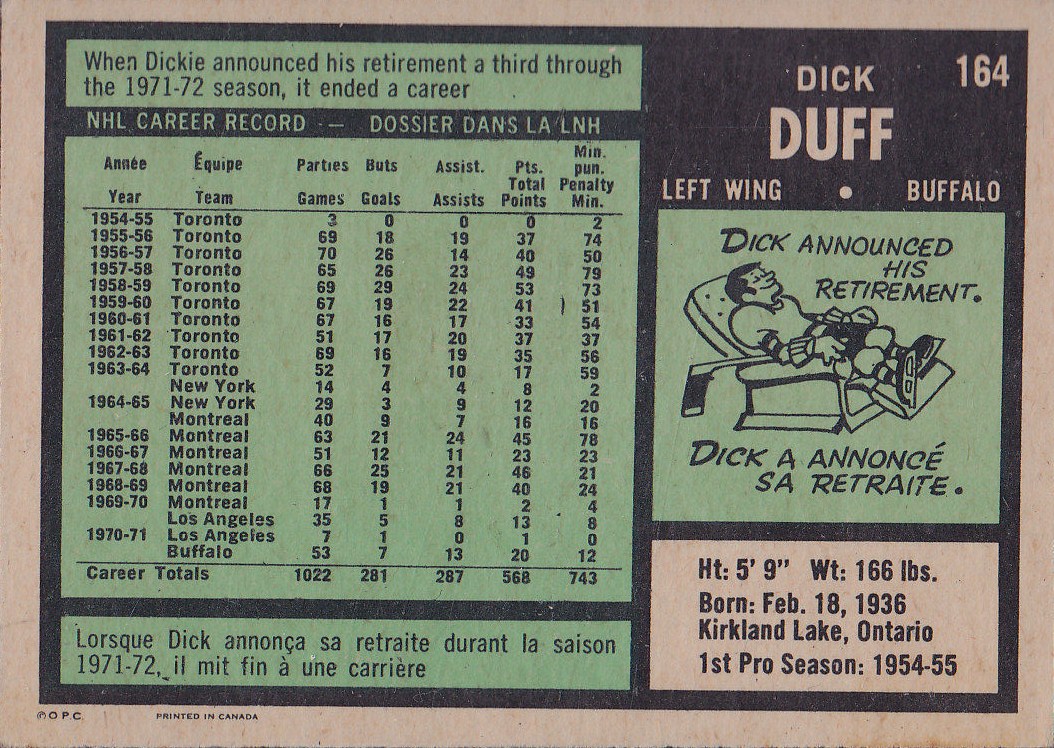 When Dickie announced his retirement a third through
the 1971-72 season, it ended a career
NHL CAREER RECORD — DOSSIER DANS LA LNH
Année Équipe Parties Buts Assist. Pts. Min. pun.
Year Team Games Goals Assists Total Points Penalty Min.
1954-55 Toronto 3 0 0 0 2
1955-56 Toronto 69 18 19 37 74
1956-57 Toronto 70 26 14 40 50
1957-58 Toronto 65 26 23 49 79
1958-59 Toronto 69 29 24 53 73
1959-60 Toronto 67 19 22 41 51
1960-61 Toronto 67 16 17 33 54
1961-62 Toronto 51 17 20 37 37
1962-63 Toronto 69 16 19 35 56
1963-64 Toronto 52 7 10 17 59
New York 14 4 4 8 2
1964-65 New York 29 3 9 12 20
Montreal 40 9 7 16 16
1965-66 Montreal 63 21 24 45 78
1966-67 Montreal 51 12 11 23 23
1967-68 Montreal 66 25 21 46 21
1968-69 Montreal 68 19 21 40 24
1969-70 Montreal 17 1 1 2 4
Los Angeles 35 5 8 13 8
1970-71 Los Angeles 7 1 0 1 0
Buffalo 53 7 13 20 12
Career Totals 1022 281 287 568 743
Lorsque Dick annonça sa retraite durant la saison
1971-72, il mit fin à une carrière
164
DICK
DUFF
LEFT WING • BUFFALO
DICK ANNOUNCED
HIS
RETIREMENT.
DICK A ANNONCÉ
SA RETRAITE.
Ht: 5' 9" Wt: 166 lbs.
Born: Feb. 18, 1936
Kirkland Lake, Ontario
1st Pro Season: 1954-55
© O.P.C. PRINTED IN CANADA